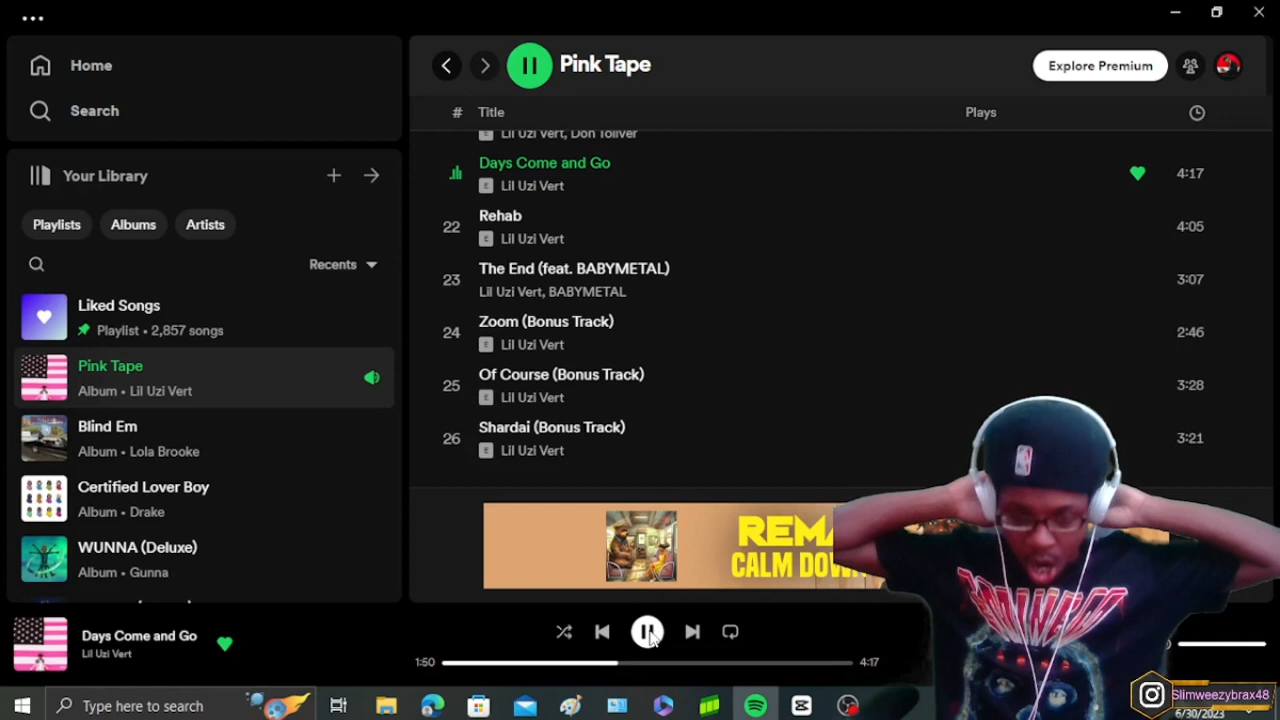 Home
Search
Your Library
Playlists
Albums
Artists
Recents
Liked Songs
Playlist • 2,857 songs
Pink Tape
Album • Lil Uzi Vert
Blind Em
Album • Lola Brooke
Certified Lover Boy
Album • Drake
WUNNA (Deluxe)
Album • Gunna
Pink Tape
Explore Premium
# Title Plays
E Lil Uzi Vert, Don Toliver
Days Come and Go 4:17
E Lil Uzi Vert
22 Rehab 4:05
E Lil Uzi Vert
23 The End (feat. BABYMETAL) 3:07
Lil Uzi Vert, BABYMETAL
24 Zoom (Bonus Track) 2:46
E Lil Uzi Vert
25 Of Course (Bonus Track) 3:28
E Lil Uzi Vert
26 Shardai (Bonus Track) 3:21
E Lil Uzi Vert
REMA
CALM DOWN
Days Come and Go
Lil Uzi Vert
1:50 4:17
Type here to search
Slimweezybrax48
6/30/2023